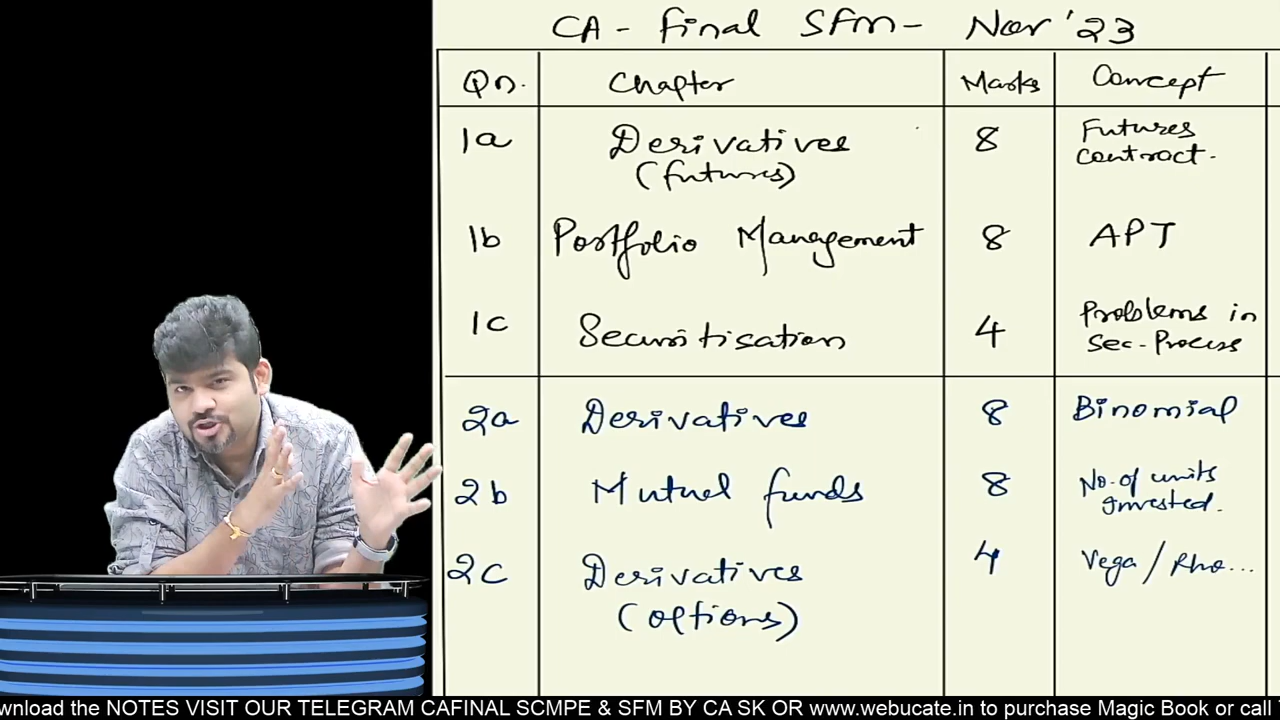 CA - Final SFM - Nov '23
Qn. Chapter Marks Concept
1a Derivatives (futures) 8 Futures contract.
1b Portfolio Management 8 APT
1c Securitisation 4 Problems in Sec-Process
2a Derivatives 8 Binomial
2b Mutual funds 8 No. of units invested.
2c Derivatives (options) 4 Vega / Rho...
wnload the NOTES VISIT OUR TELEGRAM CAFINAL SCMPE & SFM BY CA SK OR www.webucate.in to purchase Magic Book or call